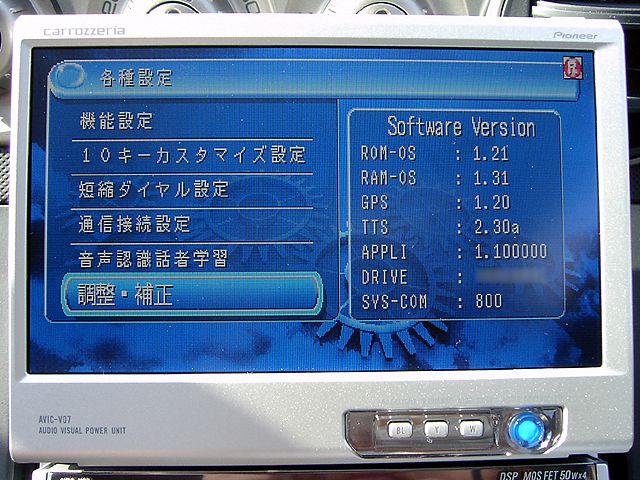 carrozzeria
Pioneer
各種設定
機能設定
10キーカスタマイズ設定
短縮ダイヤル設定
通信接続設定
音声認識話者学習
調整・補正
Software Version
ROM-OS : 1.21
RAM-OS : 1.31
GPS : 1.20
TTS : 2.30a
APPLI : 1.100000
DRIVE :
SYS-COM : 800
AVIC-V07
AUDIO VISUAL POWER UNIT
BL
Y
W
DSP MOSFET 50W×4